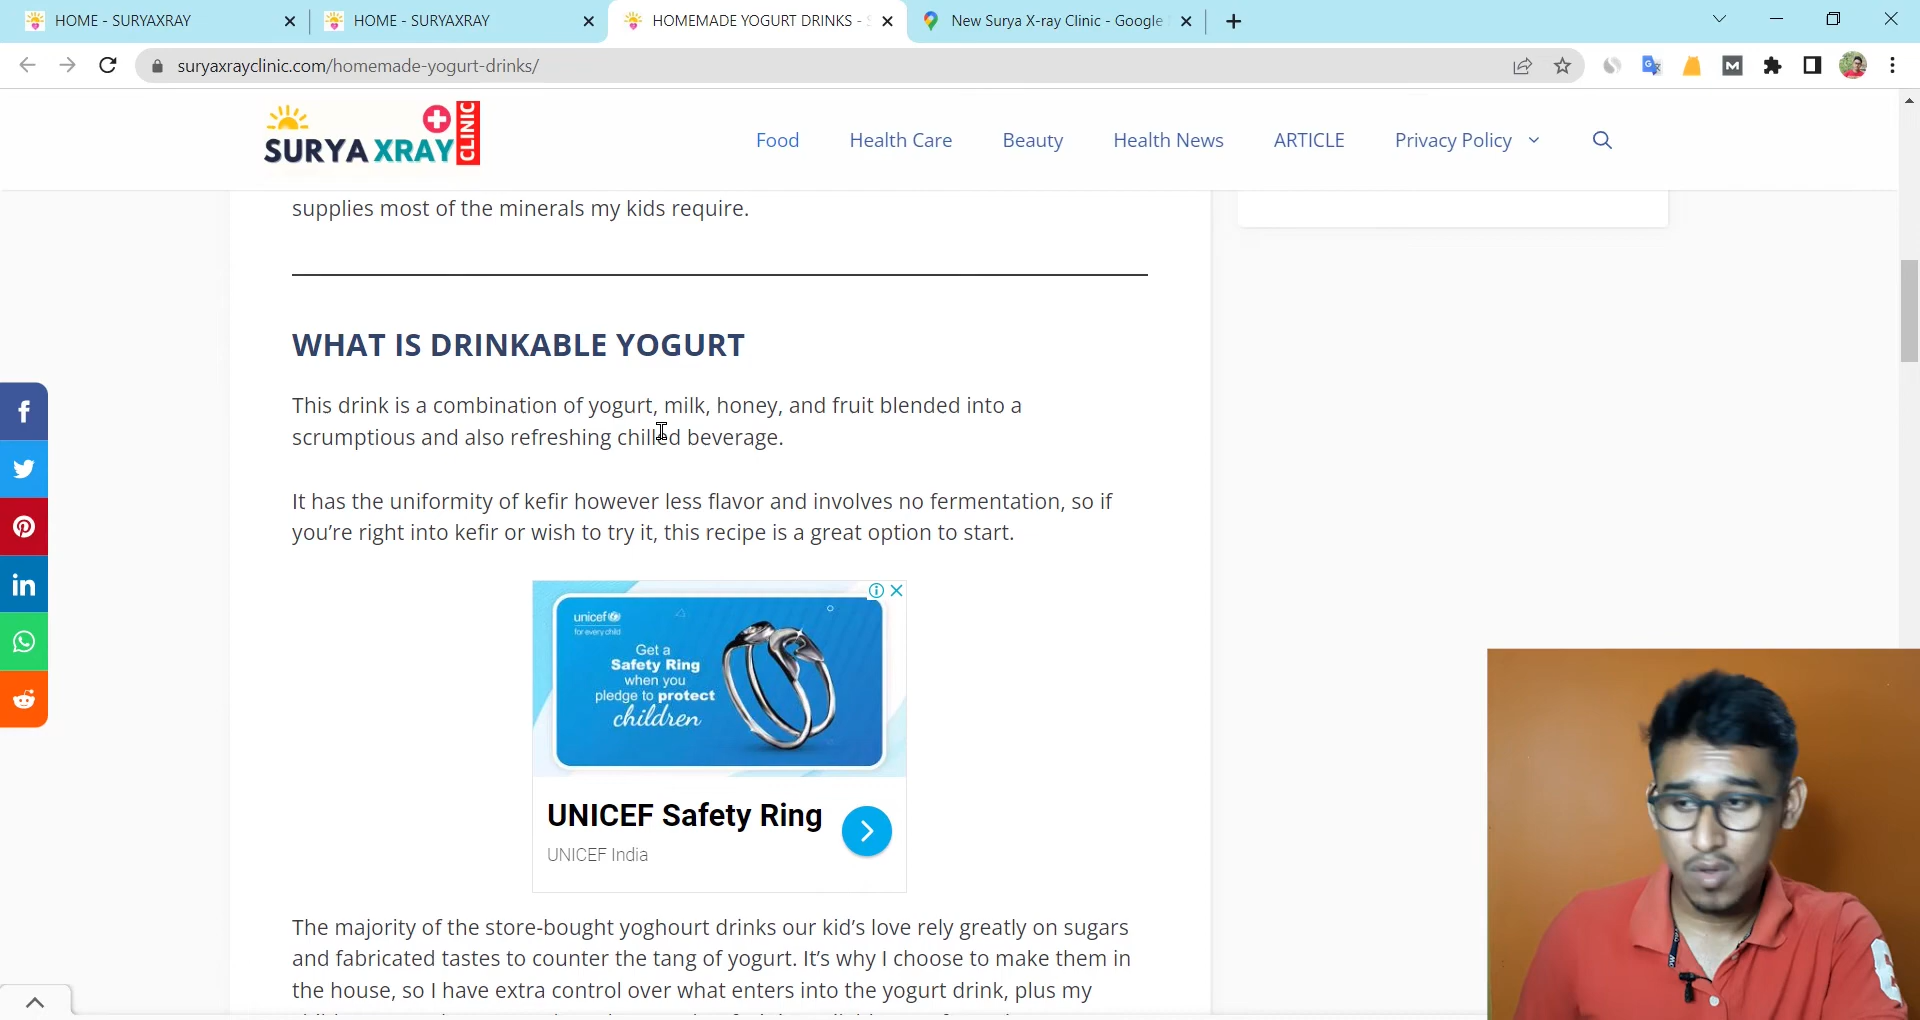 HOME - SURYAXRAY
HOME - SURYAXRAY
HOMEMADE YOGURT DRINKS -
New Surya X-ray Clinic - Google
suryaxrayclinic.com/homemade-yogurt-drinks/
SURYA XRAY CLINIC
Food
Health Care
Beauty
Health News
ARTICLE
Privacy Policy
supplies most of the minerals my kids require.
WHAT IS DRINKABLE YOGURT
This drink is a combination of yogurt, milk, honey, and fruit blended into a
scrumptious and also refreshing chilled beverage.
It has the uniformity of kefir however less flavor and involves no fermentation, so if
you're right into kefir or wish to try it, this recipe is a great option to start.
unicef
for every child
Get a
Safety Ring
when you
pledge to protect
children
UNICEF Safety Ring
UNICEF India
The majority of the store-bought yoghourt drinks our kid's love rely greatly on sugars
and fabricated tastes to counter the tang of yogurt. It's why I choose to make them in
the house, so I have extra control over what enters into the yogurt drink, plus my